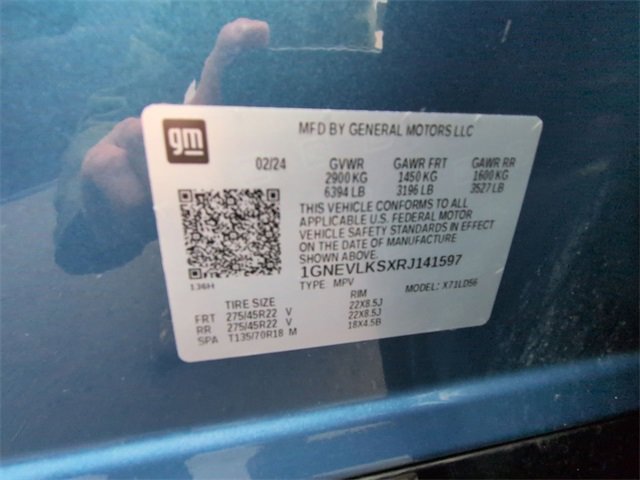 gm
MFD BY GENERAL MOTORS LLC
02/24 GVWR GAWR FRT GAWR RR
2900 KG 1450 KG 1600 KG
6394 LB 3196 LB 3527 LB
THIS VEHICLE CONFORMS TO ALL
APPLICABLE U.S. FEDERAL MOTOR
VEHICLE SAFETY STANDARDS IN EFFECT
ON THE DATE OF MANUFACTURE
SHOWN ABOVE.
1GNEVLKSXRJ141597
136H TYPE MPV MODEL: X71LD56
TIRE SIZE RIM
FRT 275/45R22 V 22X8.5J
RR 275/45R22 V 22X8.5J
SPA T135/70R18 M 18X4.5B